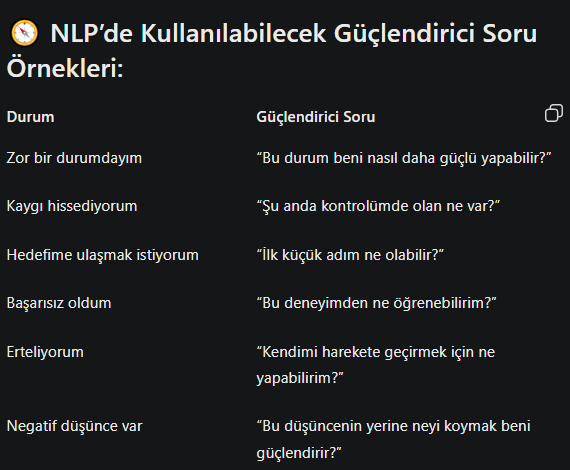 🧭 NLP’de Kullanılabilecek Güçlendirici Soru
Örnekleri:
Durum Güçlendirici Soru
Zor bir durumdayım “Bu durum beni nasıl daha güçlü yapabilir?”
Kaygı hissediyorum “Şu anda kontrolümde olan ne var?”
Hedefime ulaşmak istiyorum “İlk küçük adım ne olabilir?”
Başarısız oldum “Bu deneyimden ne öğrenebilirim?”
Erteliyorum “Kendimi harekete geçirmek için ne
yapabilirim?”
Negatif düşünce var “Bu düşüncenin yerine neyi koymak beni
güçlendirir?”